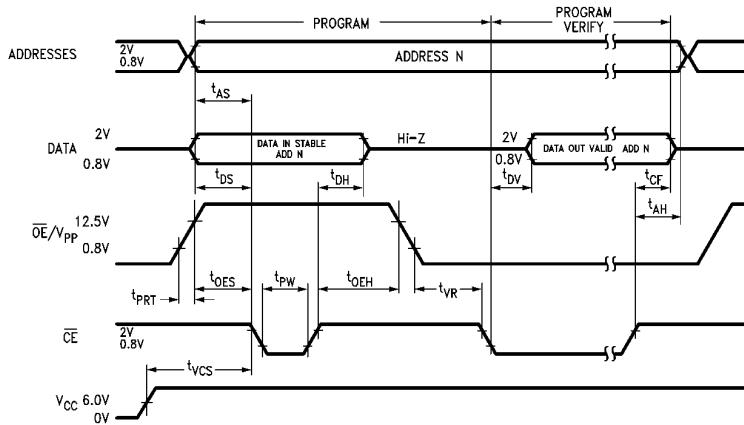 PROGRAM
PROGRAM
VERIFY
ADDRESSES
2V
0.8V
ADDRESS N
tAS
DATA
2V
0.8V
DATA IN STABLE
ADD N
Hi-Z
2V
0.8V
DATA OUT VALID ADD N
tDS
tDH
tDV
tCF
tAH
OE/VPP
12.5V
0.8V
tPRT
tOES
tPW
tOEH
tVR
CE
2V
0.8V
tVCS
VCC
6.0V
0V